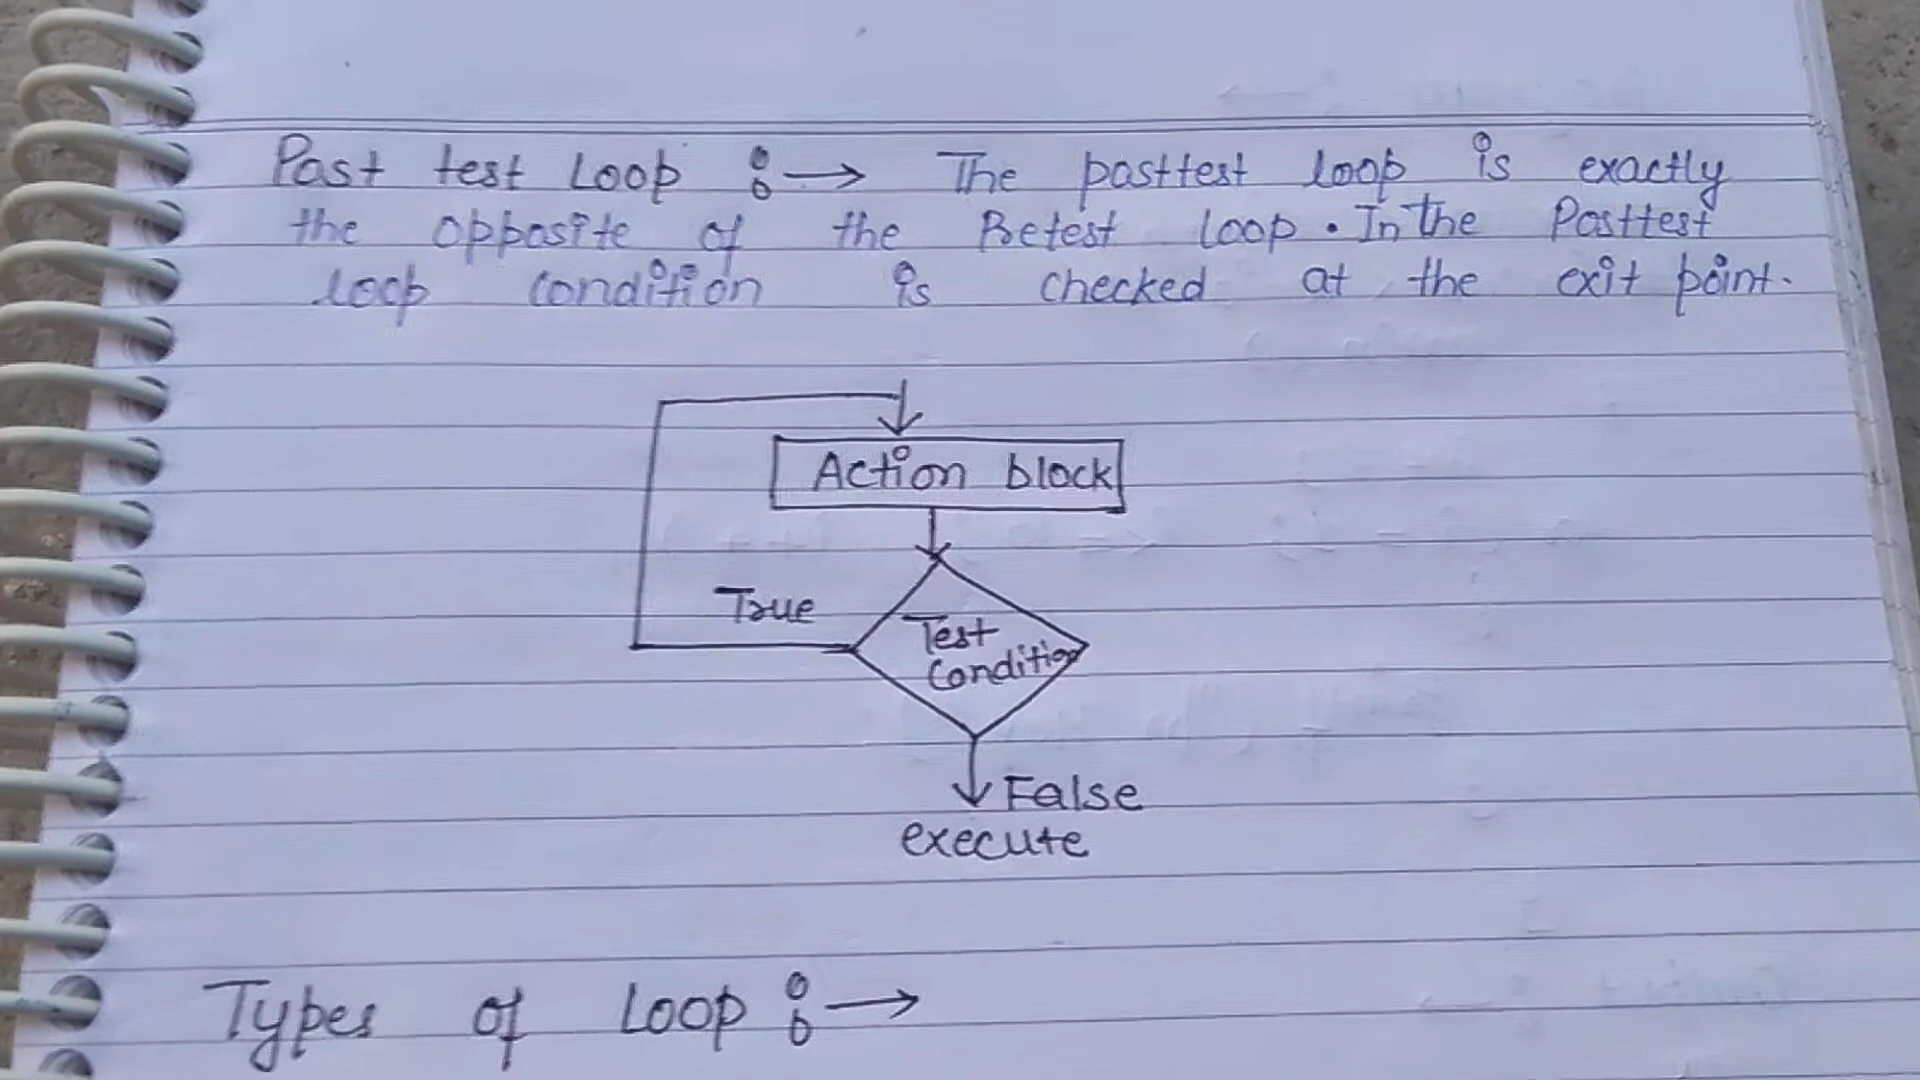 Post test Loop :→ The posttest loop is exactly
the opposite of the Pretest loop. In the Posttest
loop condition is checked at the exit point.
Action block
True
Test
Condition
False
execute
Types of Loop :→